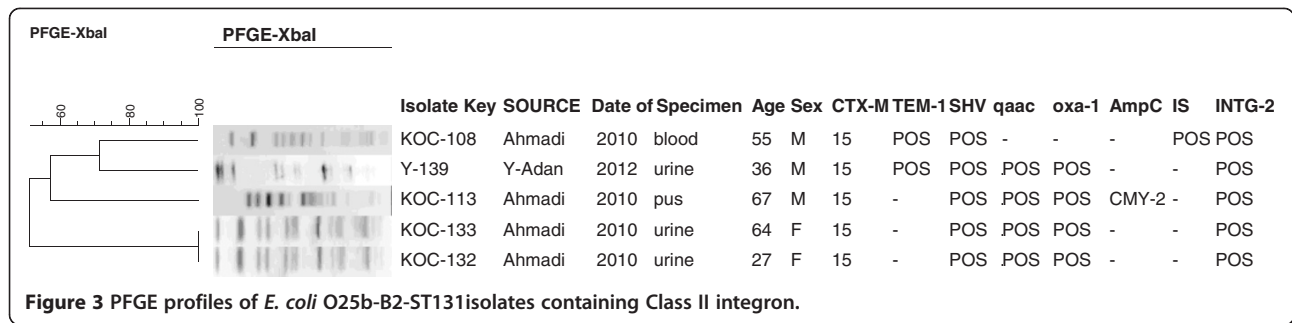 PFGE-XbaI PFGE-XbaI
60 80 100
Isolate Key SOURCE Date of Specimen Age Sex CTX-M TEM-1 SHV qaac oxa-1 AmpC IS INTG-2
KOC-108 Ahmadi 2010 blood 55 M 15 POS POS - - - POS POS
Y-139 Y-Adan 2012 urine 36 M 15 POS POS .POS POS - - POS
KOC-113 Ahmadi 2010 pus 67 M 15 - POS .POS POS CMY-2 - POS
KOC-133 Ahmadi 2010 urine 64 F 15 - POS .POS POS - - POS
KOC-132 Ahmadi 2010 urine 27 F 15 - POS .POS POS - - POS
Figure 3 PFGE profiles of E. coli O25b-B2-ST131isolates containing Class II integron.